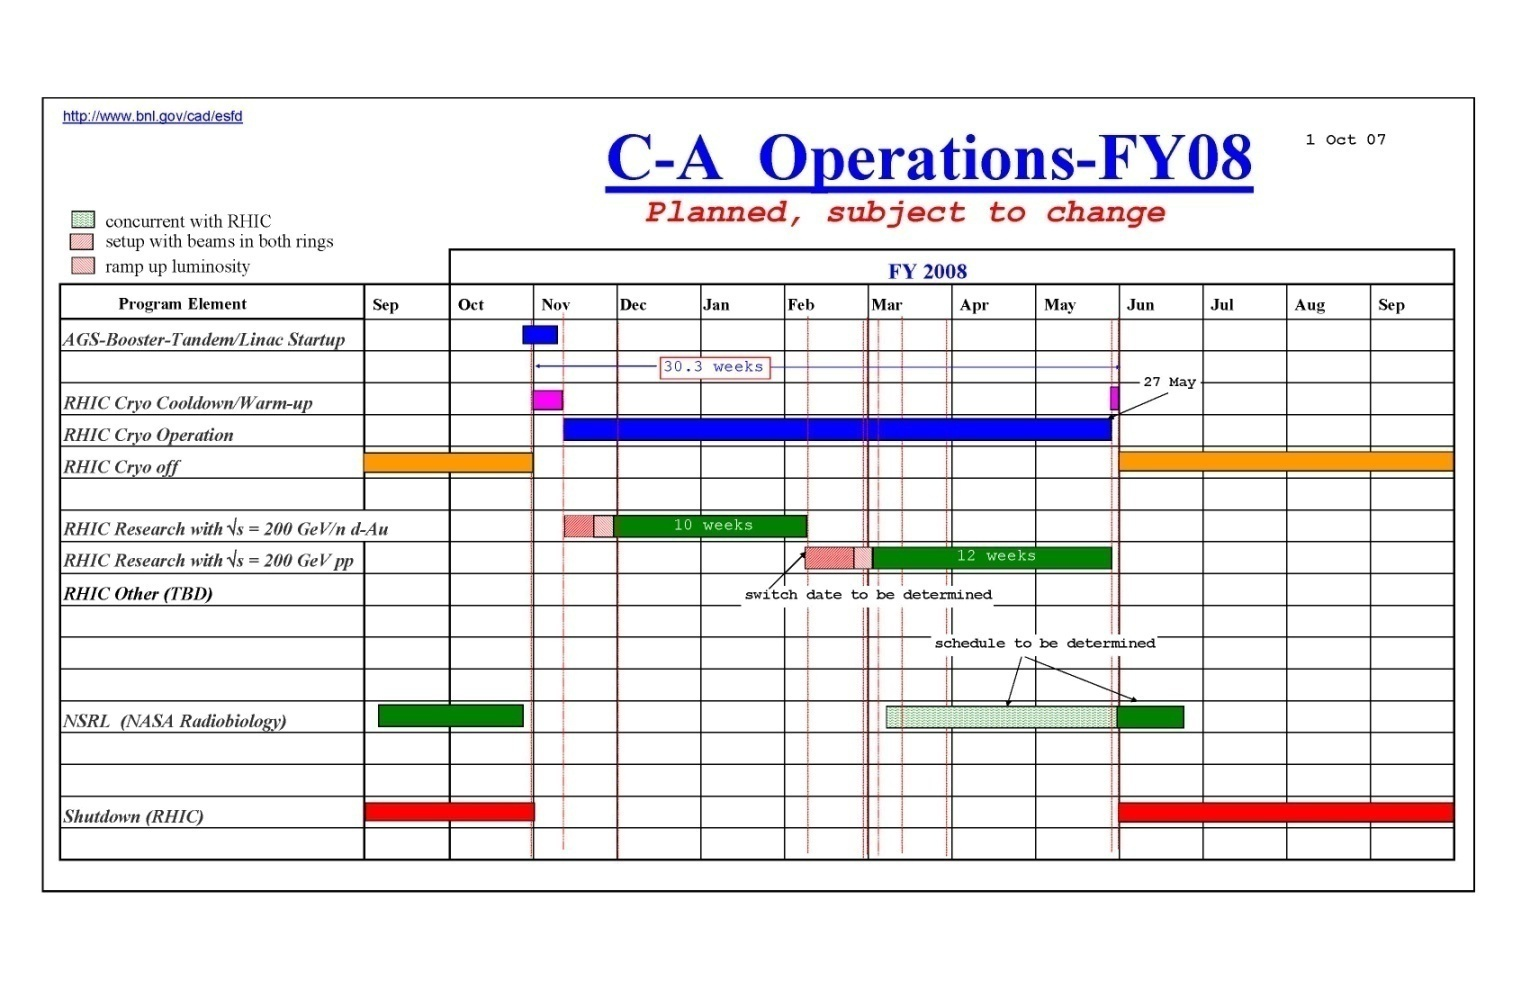 http://www.bnl.gov/cad/esfd
C-A Operations-FY08
1 Oct 07
Planned, subject to change
concurrent with RHIC
setup with beams in both rings
ramp up luminosity
FY 2008
Program Element Sep Oct Nov Dec Jan Feb Mar Apr May Jun Jul Aug Sep
AGS-Booster-Tandem/Linac Startup
30.3 weeks
27 May
RHIC Cryo Cooldown/Warm-up
RHIC Cryo Operation
RHIC Cryo off
RHIC Research with √s = 200 GeV/n d-Au 10 weeks
RHIC Research with √s = 200 GeV pp 12 weeks
RHIC Other (TBD) switch date to be determined
schedule to be determined
NSRL (NASA Radiobiology)
Shutdown (RHIC)